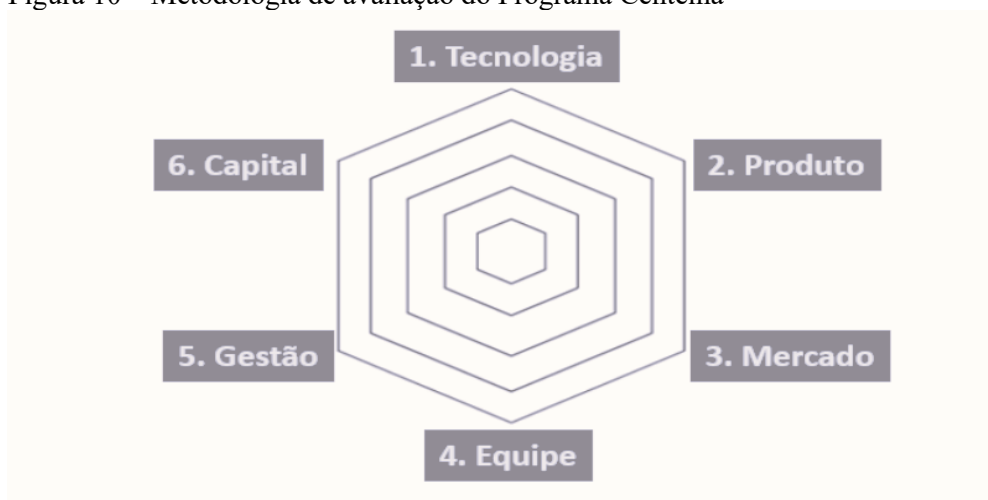 Figura 10 – Metodologia de avaliação do Programa Centelha
1. Tecnologia
6. Capital
2. Produto
5. Gestão
3. Mercado
4. Equipe